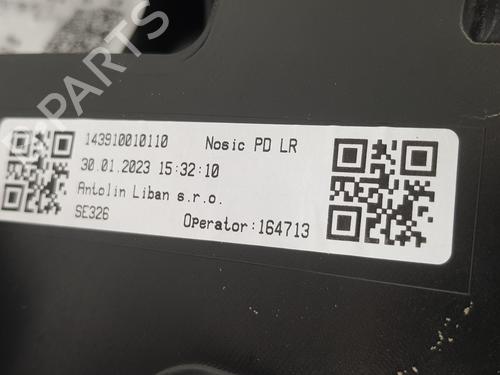 B-PARTS
143910010110 Nosic PD LR
30.01.2023 15:32:10
Antolin Liban s.r.o.
SE326 Operator:164713